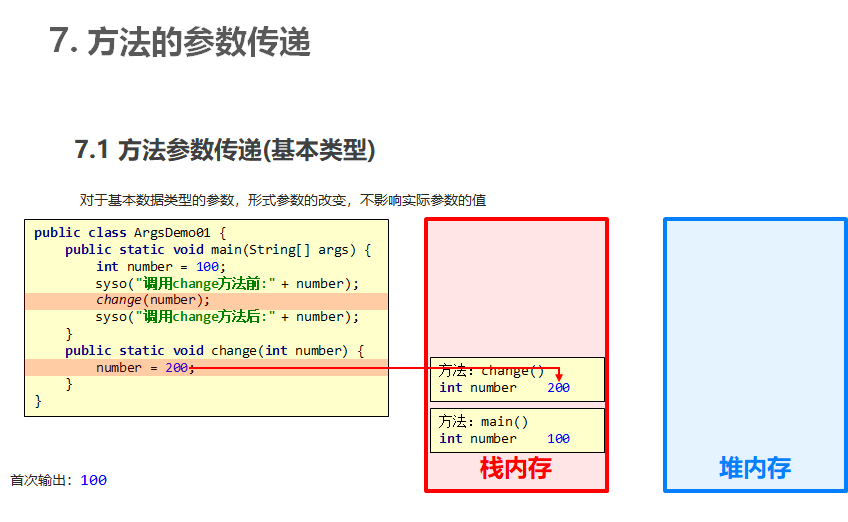 7. 方法的参数传递
7.1 方法参数传递(基本类型)
对于基本数据类型的参数，形式参数的改变，不影响实际参数的值
public class ArgsDemo01 {
    public static void main(String[] args) {
        int number = 100;
        syso("调用change方法前:" + number);
        change(number);
        syso("调用change方法后:" + number);
    }
    public static void change(int number) {
        number = 200;
    }
}
方法：change()
int number 200
方法：main()
int number 100
栈内存
堆内存
首次输出：100